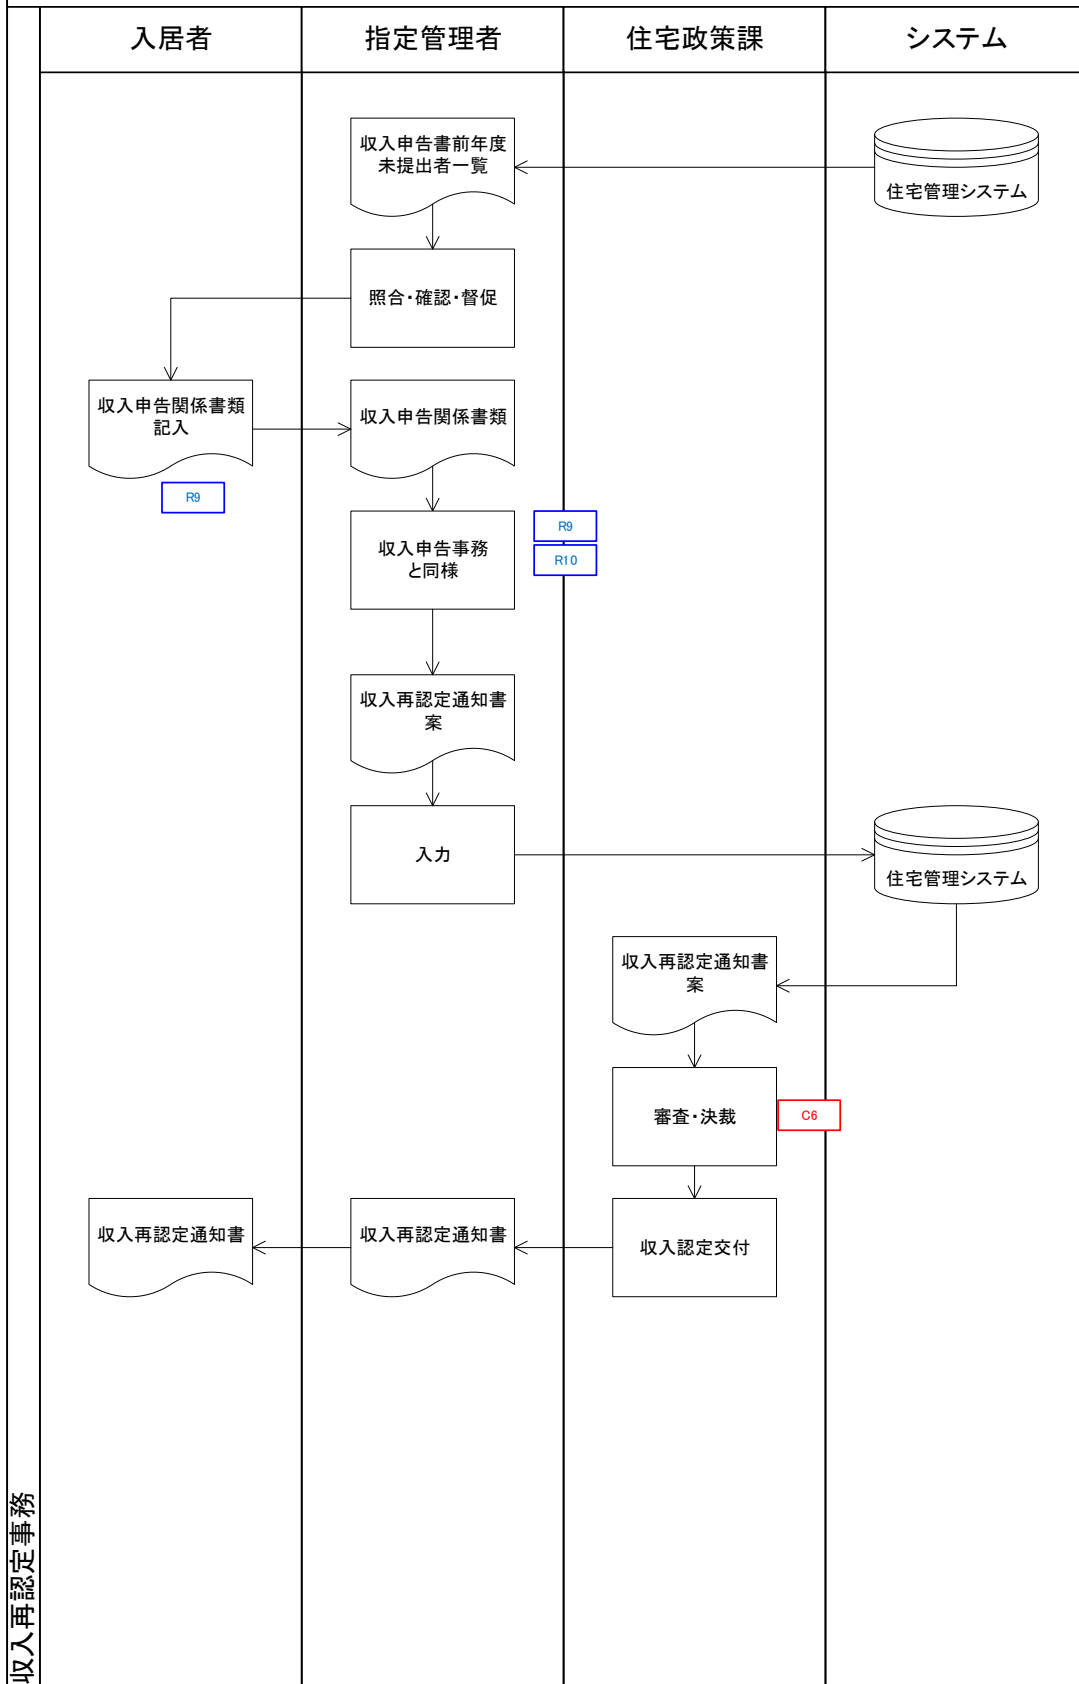 入居者
指定管理者
住宅政策課
システム
収入申告書前年度
未提出者一覧
住宅管理システム
照合・確認・督促
収入申告関係書類
記入
収入申告関係書類
R9
収入申告事務
と同様
R9
R10
収入再認定通知書
案
入力
住宅管理システム
収入再認定通知書
案
審査・決裁
C6
収入再認定通知書
収入再認定通知書
収入認定交付
収入再認定事務